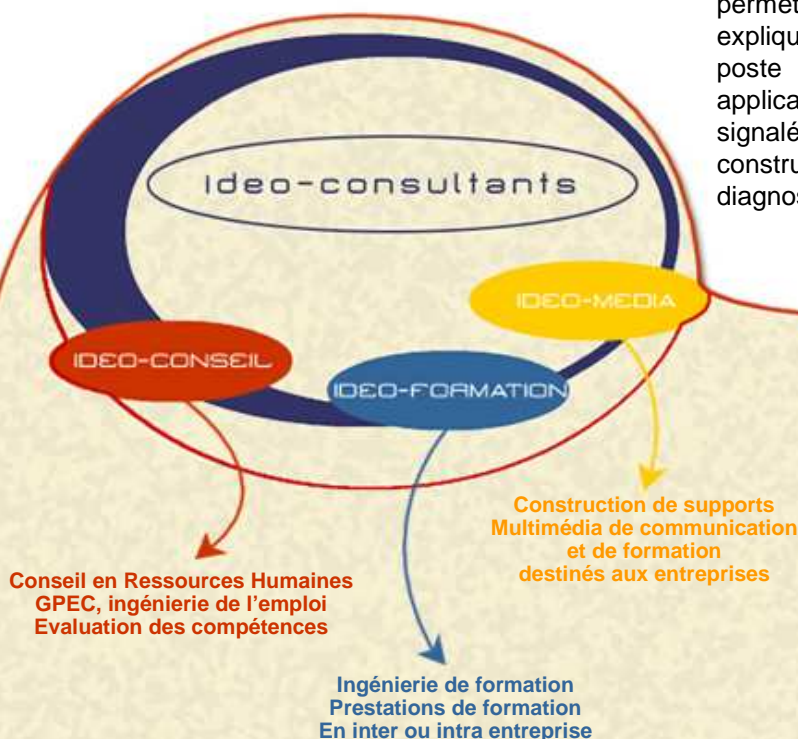 permet
explique
poste
applica
signalé
constru
diagnos
Ideo-consultants
IDEO-MEDIA
IDEO-CONSEIL
IDEO-FORMATION
Construction de supports
Multimédia de communication
et de formation
destinés aux entreprises
Conseil en Ressources Humaines
GPEC, ingénierie de l'emploi
Evaluation des compétences
Ingénierie de formation
Prestations de formation
En inter ou intra entreprise